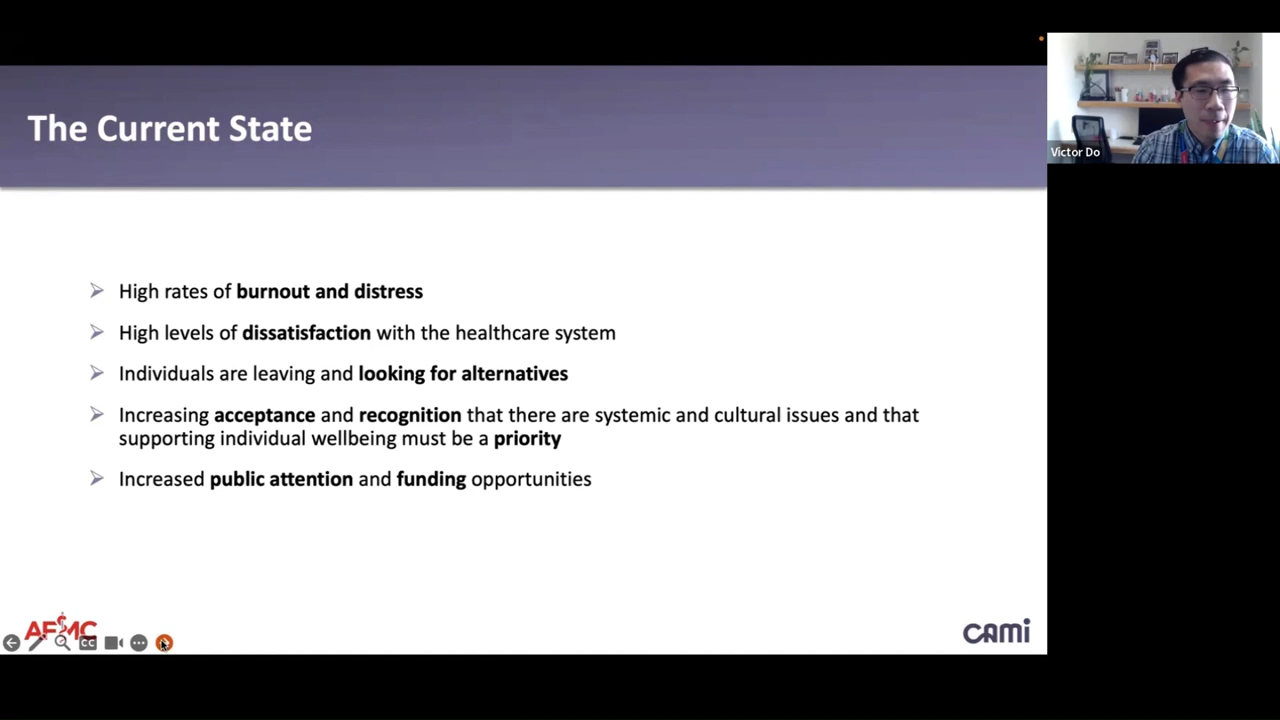 The Current State
Victor Do
High rates of burnout and distress
High levels of dissatisfaction with the healthcare system
Individuals are leaving and looking for alternatives
Increasing acceptance and recognition that there are systemic and cultural issues and that
supporting individual wellbeing must be a priority
Increased public attention and funding opportunities
AFMC
CC
CAMi